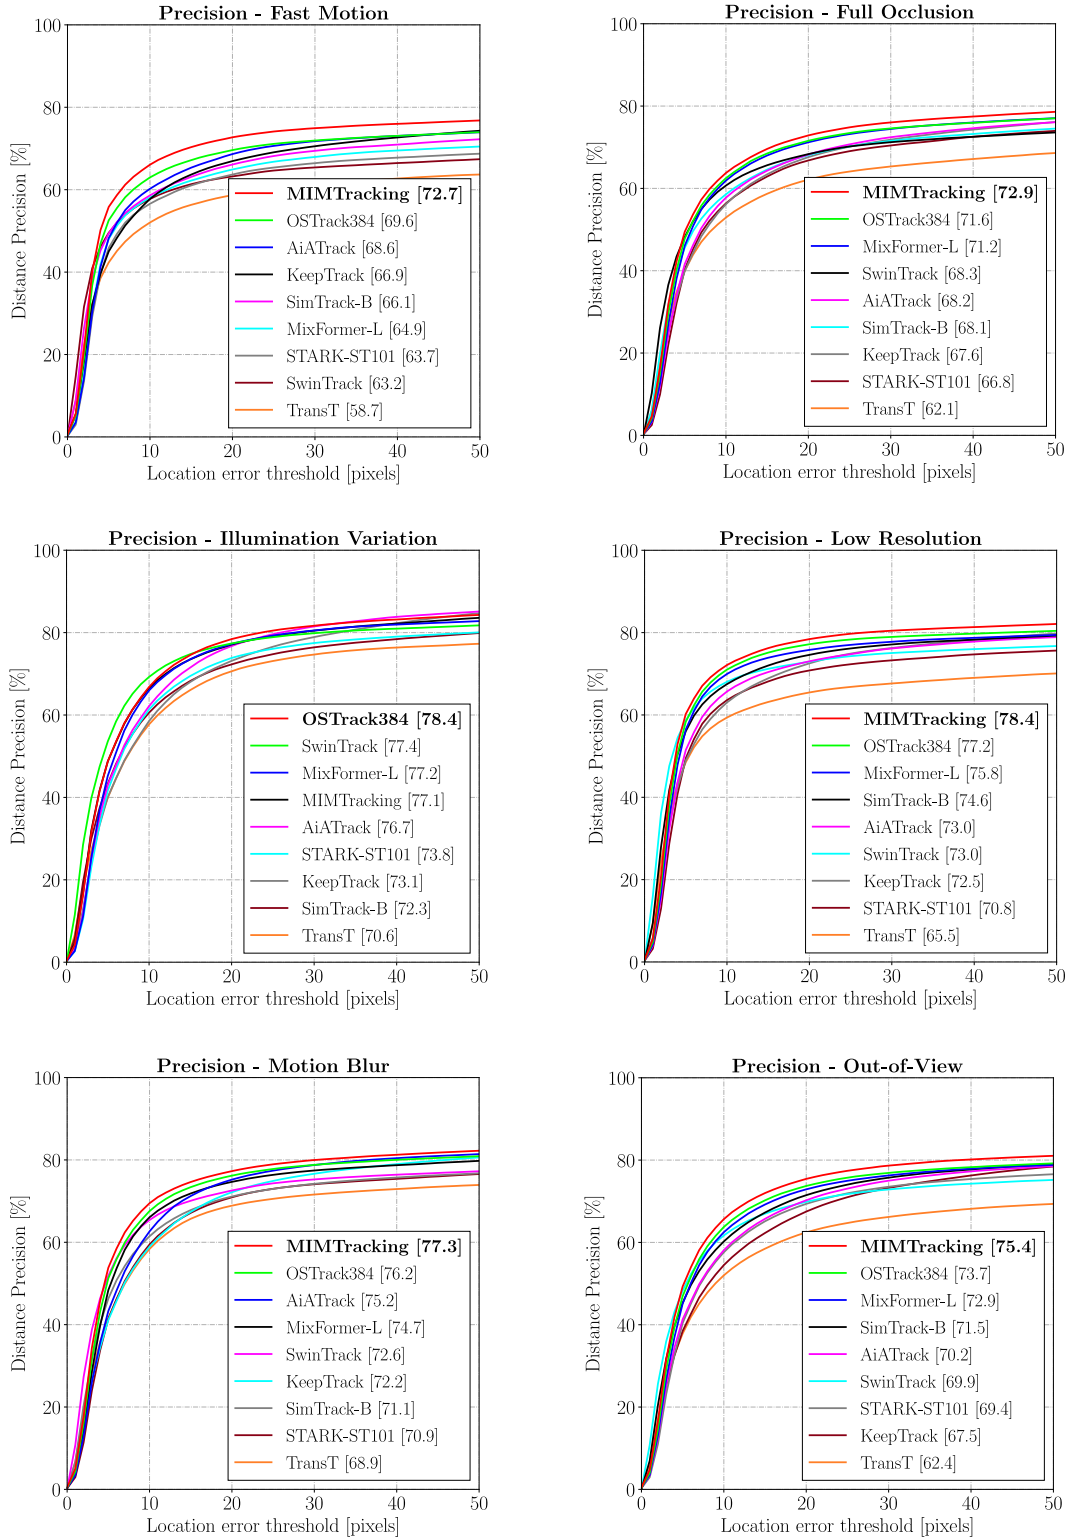 Precision - Fast Motion
100
80
60
40
20
0
Distance Precision [%]
MIMTracking [72.7]
OSTrack384 [69.6]
AiATrack [68.6]
KeepTrack [66.9]
SimTrack-B [66.1]
MixFormer-L [64.9]
STARK-ST101 [63.7]
SwinTrack [63.2]
TransT [58.7]
0 10 20 30 40 50
Location error threshold [pixels]
Precision - Full Occlusion
100
80
60
40
20
0
Distance Precision [%]
MIMTracking [72.9]
OSTrack384 [71.6]
MixFormer-L [71.2]
SwinTrack [68.3]
AiATrack [68.2]
SimTrack-B [68.1]
KeepTrack [67.6]
STARK-ST101 [66.8]
TransT [62.1]
0 10 20 30 40 50
Location error threshold [pixels]
Precision - Illumination Variation
100
80
60
40
20
0
Distance Precision [%]
OSTrack384 [78.4]
SwinTrack [77.4]
MixFormer-L [77.2]
MIMTracking [77.1]
AiATrack [76.7]
STARK-ST101 [73.8]
KeepTrack [73.1]
SimTrack-B [72.3]
TransT [70.6]
0 10 20 30 40 50
Location error threshold [pixels]
Precision - Low Resolution
100
80
60
40
20
0
Distance Precision [%]
MIMTracking [78.4]
OSTrack384 [77.2]
MixFormer-L [75.8]
SimTrack-B [74.6]
AiATrack [73.0]
SwinTrack [73.0]
KeepTrack [72.5]
STARK-ST101 [70.8]
TransT [65.5]
0 10 20 30 40 50
Location error threshold [pixels]
Precision - Motion Blur
100
80
60
40
20
0
Distance Precision [%]
MIMTracking [77.3]
OSTrack384 [76.2]
AiATrack [75.2]
MixFormer-L [74.7]
SwinTrack [72.6]
KeepTrack [72.2]
SimTrack-B [71.1]
STARK-ST101 [70.9]
TransT [68.9]
0 10 20 30 40 50
Location error threshold [pixels]
Precision - Out-of-View
100
80
60
40
20
0
Distance Precision [%]
MIMTracking [75.4]
OSTrack384 [73.7]
MixFormer-L [72.9]
SimTrack-B [71.5]
AiATrack [70.2]
SwinTrack [69.9]
STARK-ST101 [69.4]
KeepTrack [67.5]
TransT [62.4]
0 10 20 30 40 50
Location error threshold [pixels]